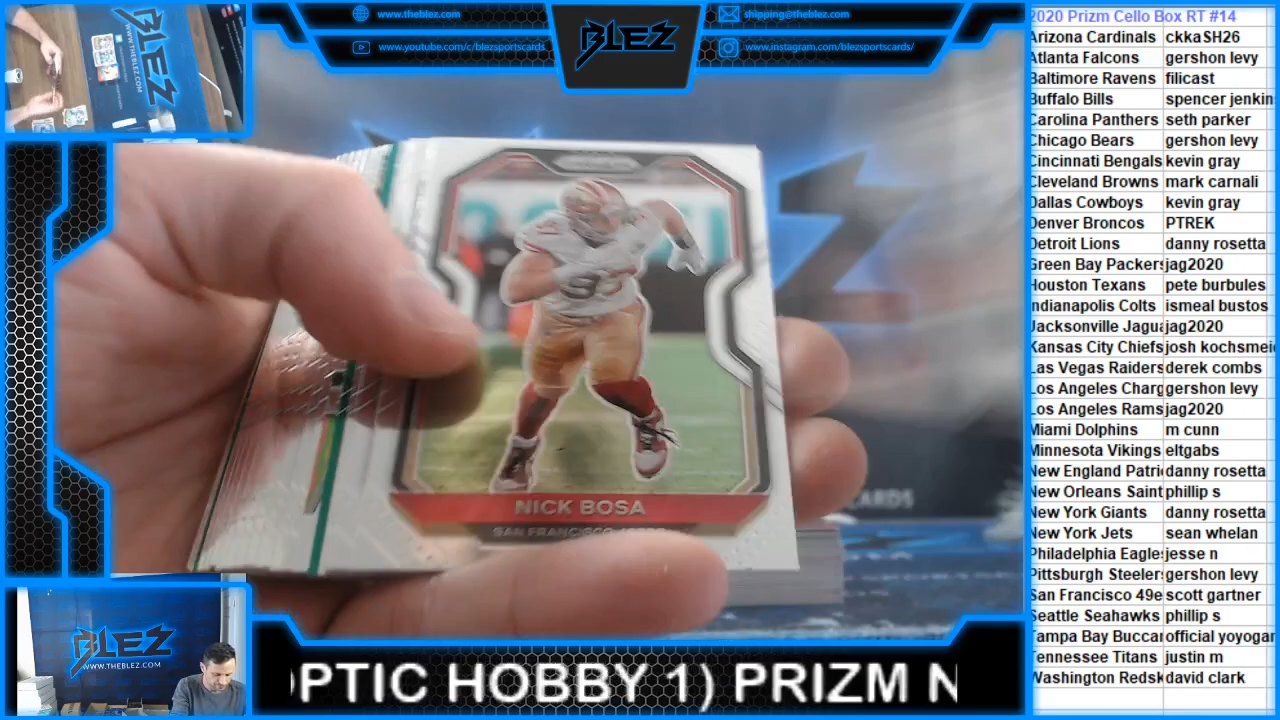 www.theblez.com
www.youtube.com/c/blezsportscards
BLEZ
shipping@theblez.com
www.instagram.com/blezsportscards/
BLEZ
WWW.THEBLEZ.COM
NICK BOSA
SAN FRANCISCO
CARDS
BLEZ
WWW.THEBLEZ.COM
OPTIC HOBBY 1) PRIZM N
2020 Prizm Cello Box RT #14
Arizona Cardinals ckkaSH26
Atlanta Falcons gershon levy
Baltimore Ravens filicast
Buffalo Bills spencer jenkin
Carolina Panthers seth parker
Chicago Bears gershon levy
Cincinnati Bengals kevin gray
Cleveland Browns mark carnali
Dallas Cowboys kevin gray
Denver Broncos PTREK
Detroit Lions danny rosetta
Green Bay Packers jag2020
Houston Texans pete burbules
Indianapolis Colts ismeal bustos
Jacksonville Jagua jag2020
Kansas City Chiefs josh kochsmei
Las Vegas Raiders derek combs
Los Angeles Charg gershon levy
Los Angeles Rams jag2020
Miami Dolphins m cunn
Minnesota Vikings eltgabs
New England Patri danny rosetta
New Orleans Saint phillip s
New York Giants danny rosetta
New York Jets sean whelan
Philadelphia Eagle jesse n
Pittsburgh Steeler gershon levy
San Francisco 49e scott gartner
Seattle Seahawks phillip s
Tampa Bay Buccar official yoyogar
Tennessee Titans justin m
Washington Redsk david clark